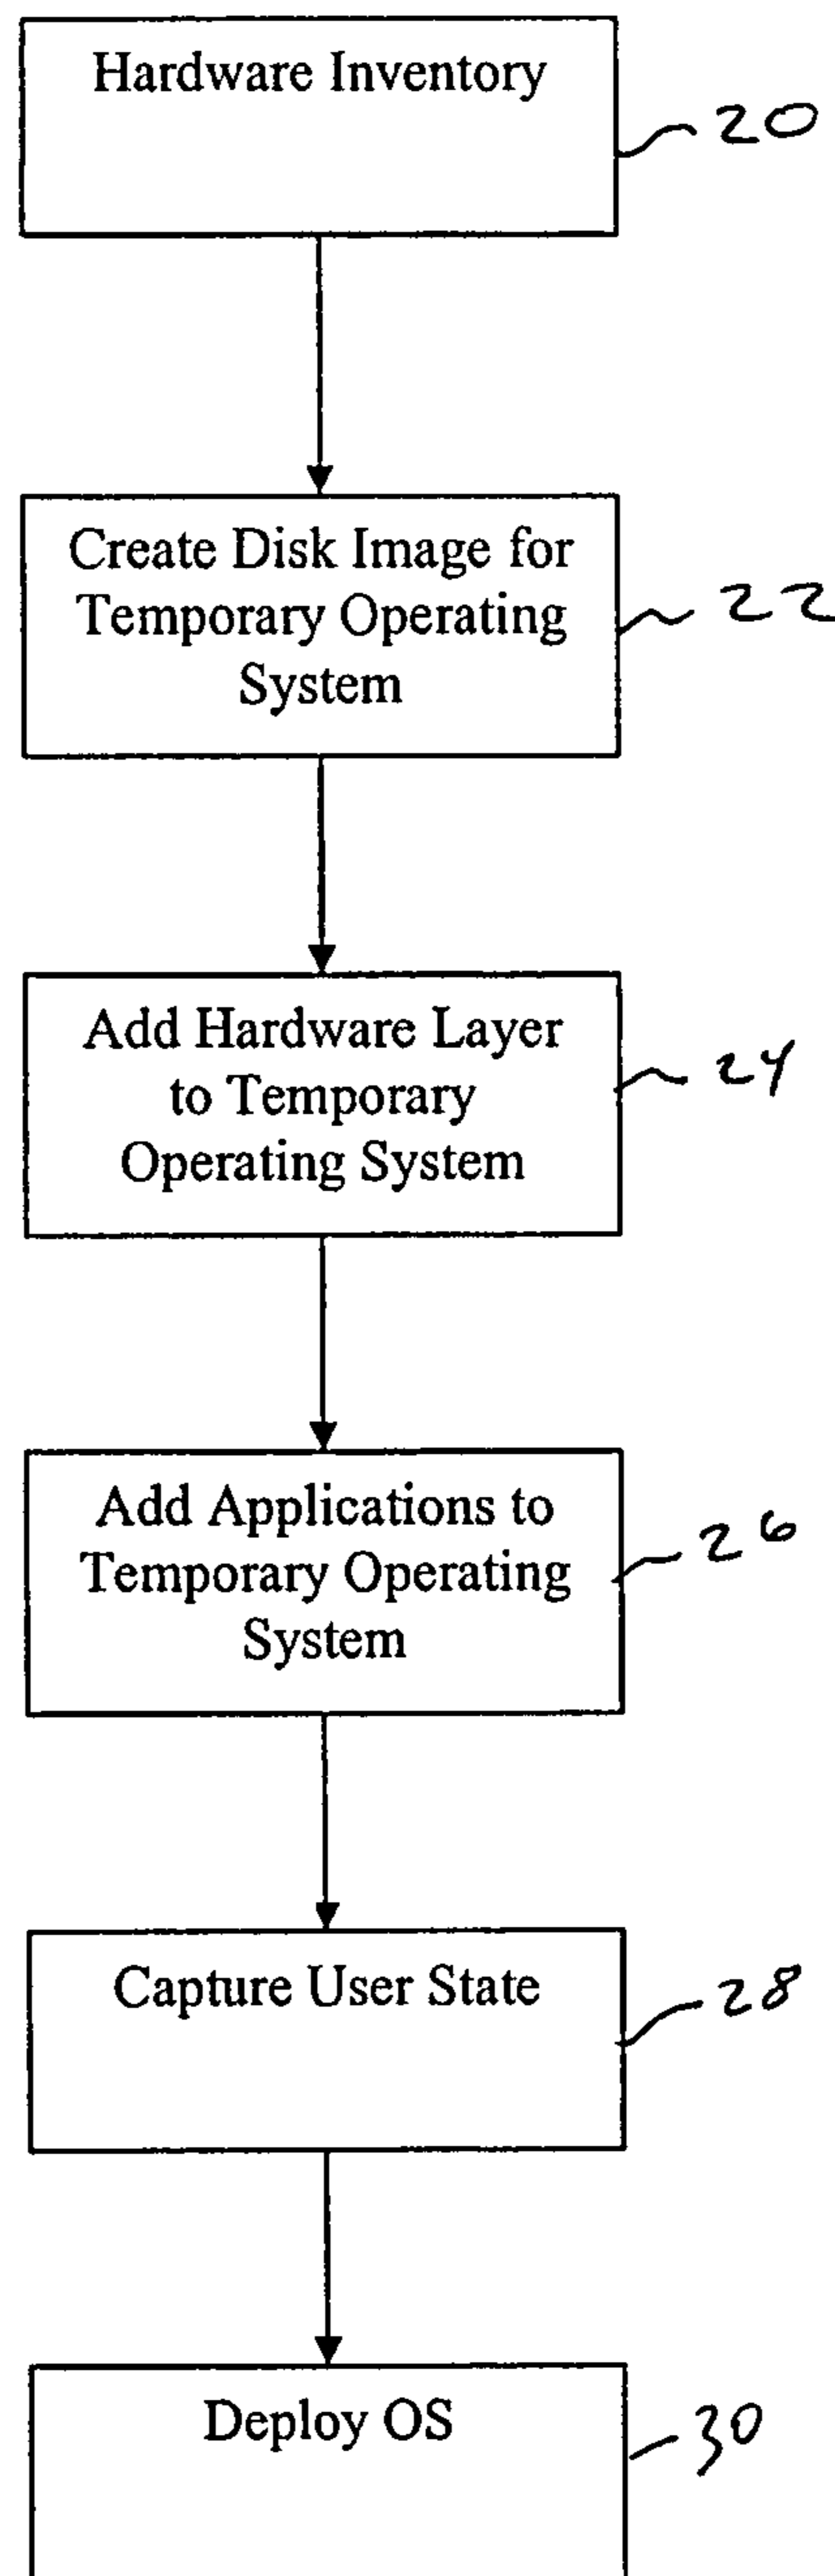 Hardware Inventory
20
Create Disk Image for
Temporary Operating
System
22
Add Hardware Layer
to Temporary
Operating System
24
Add Applications to
Temporary Operating
System
26
Capture User State
28
Deploy OS
30